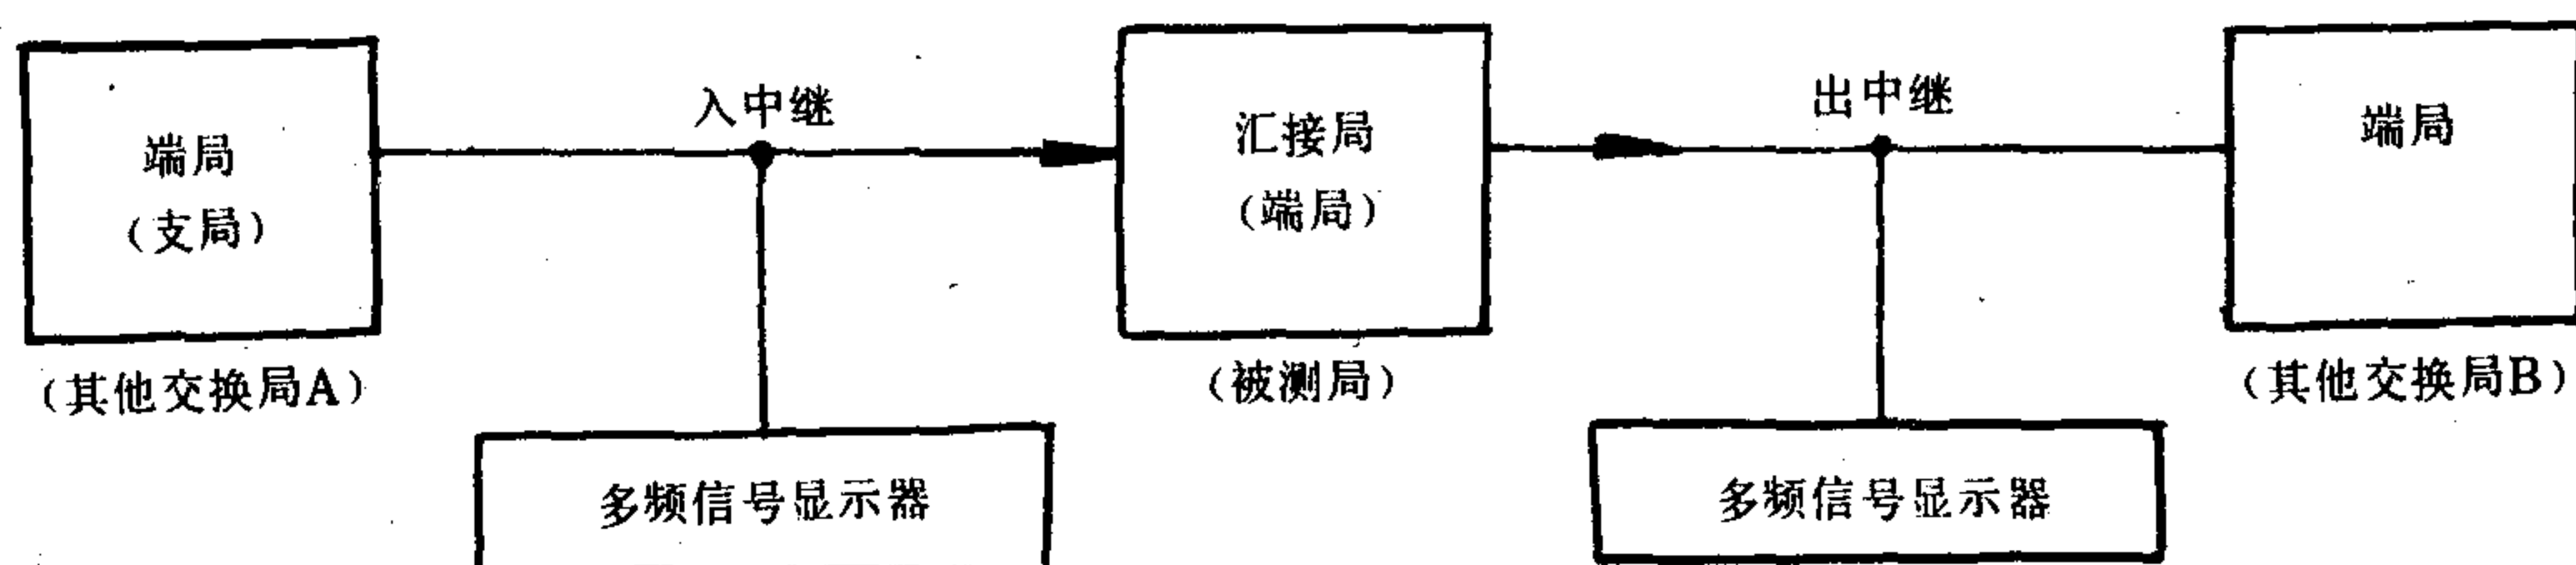 端局
(支局)
(其他交换局A)
入中继
汇接局
(端局)
(被测局)
出中继
端局
(其他交换局B)
多频信号显示器
多频信号显示器